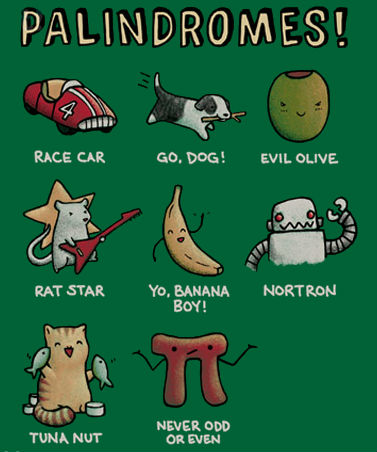 PALINDROMES!
4
RACE CAR
GO, DOG!
EVIL OLIVE
RAT STAR
YO, BANANA
BOY!
NORTRON
TUNA NUT
NEVER ODD
OR EVEN